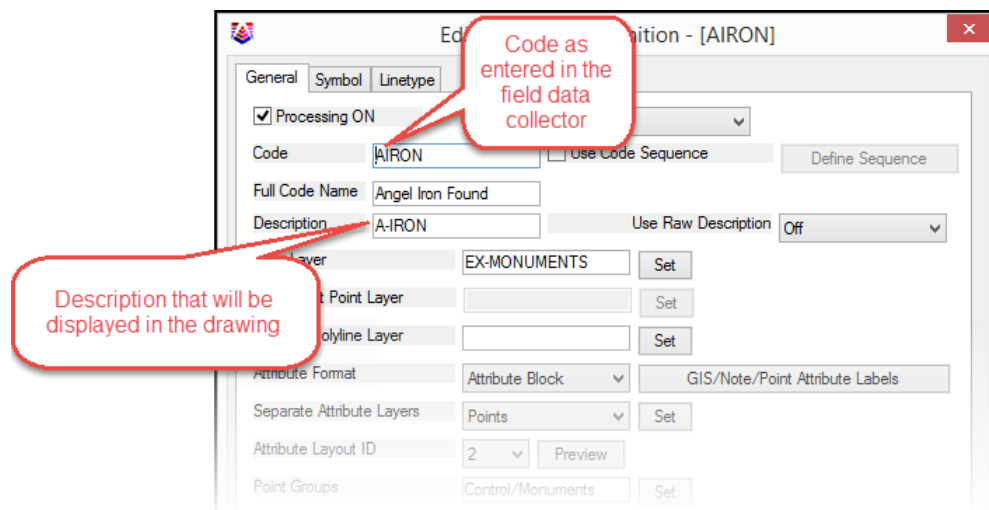 Ed
ition - [AIRON]
Code as
entered in the
field data
collector
General Symbol Linetype
Processing ON
Code AIRON Use Code Sequence Define Sequence
Full Code Name Angel Iron Found
Description A-IRON Use Raw Description Off
Layer EX-MONUMENTS Set
Description that will be
displayed in the drawing
t Point Layer Set
olyline Layer Set
Attribute Format Attribute Block GIS/Note/Point Attribute Labels
Separate Attribute Layers Points Set
Attribute Layout ID 2 Preview
Point Groups Control/Monuments Set